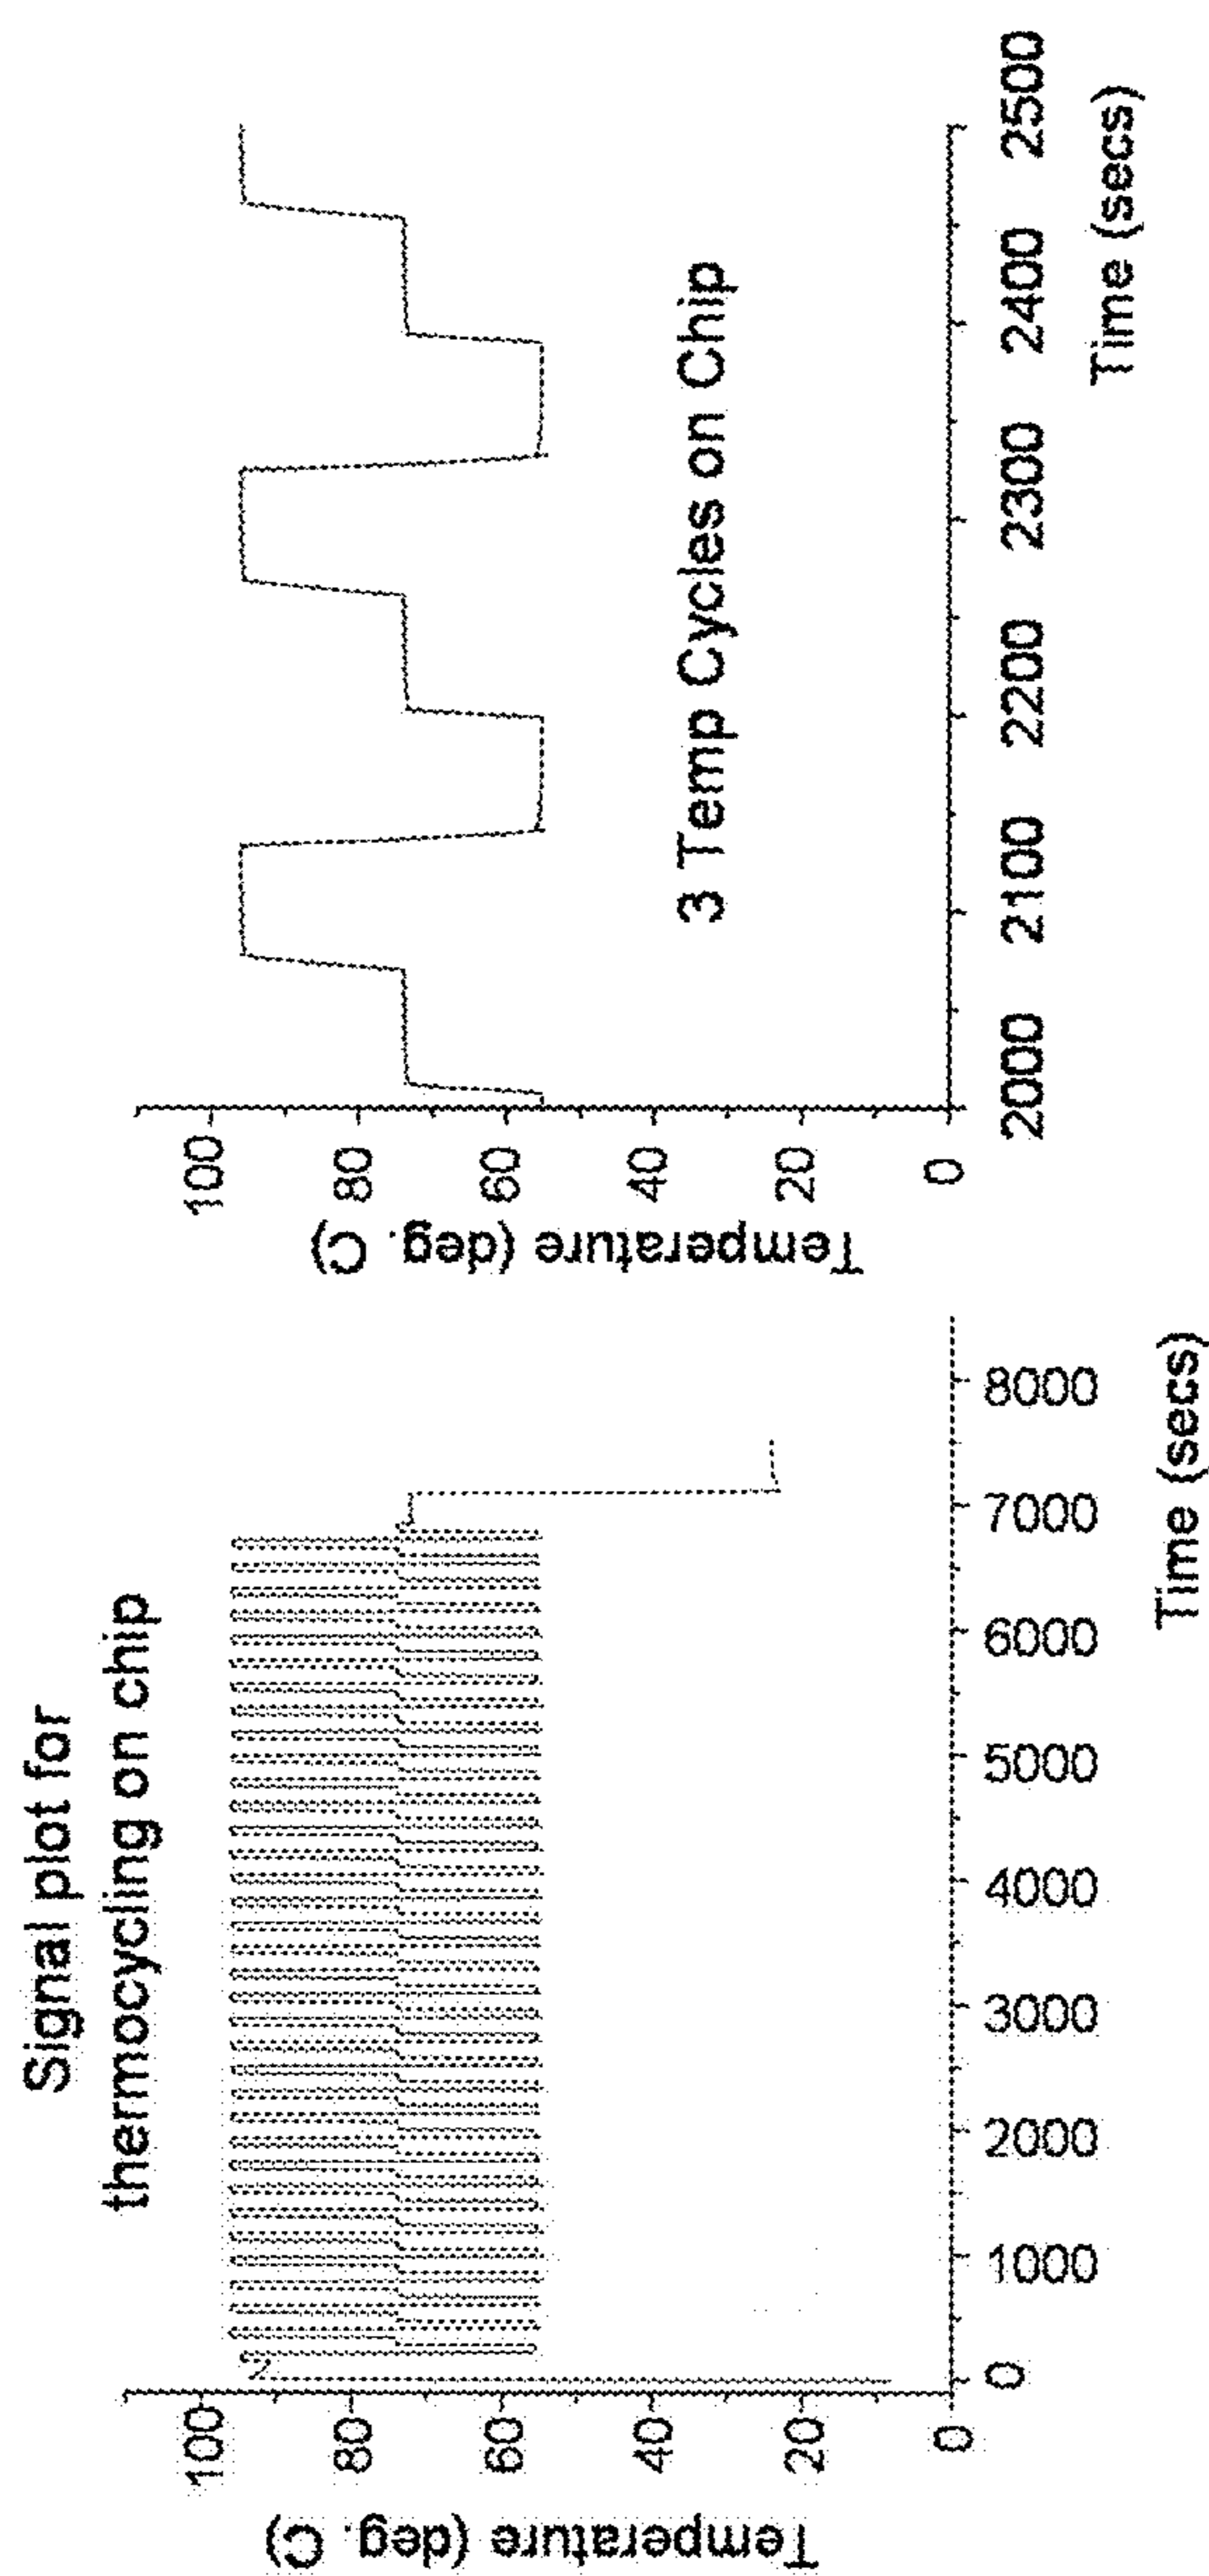 Signal plot for
thermocycling on chip
Temperature (deg. C)
100
80
60
40
20
0
0 1000 2000 3000 4000 5000 6000 7000 8000
Time (secs)
Temperature (deg. C)
100
80
60
40
20
0
3 Temp Cycles on Chip
2000 2100 2200 2300 2400 2500
Time (secs)